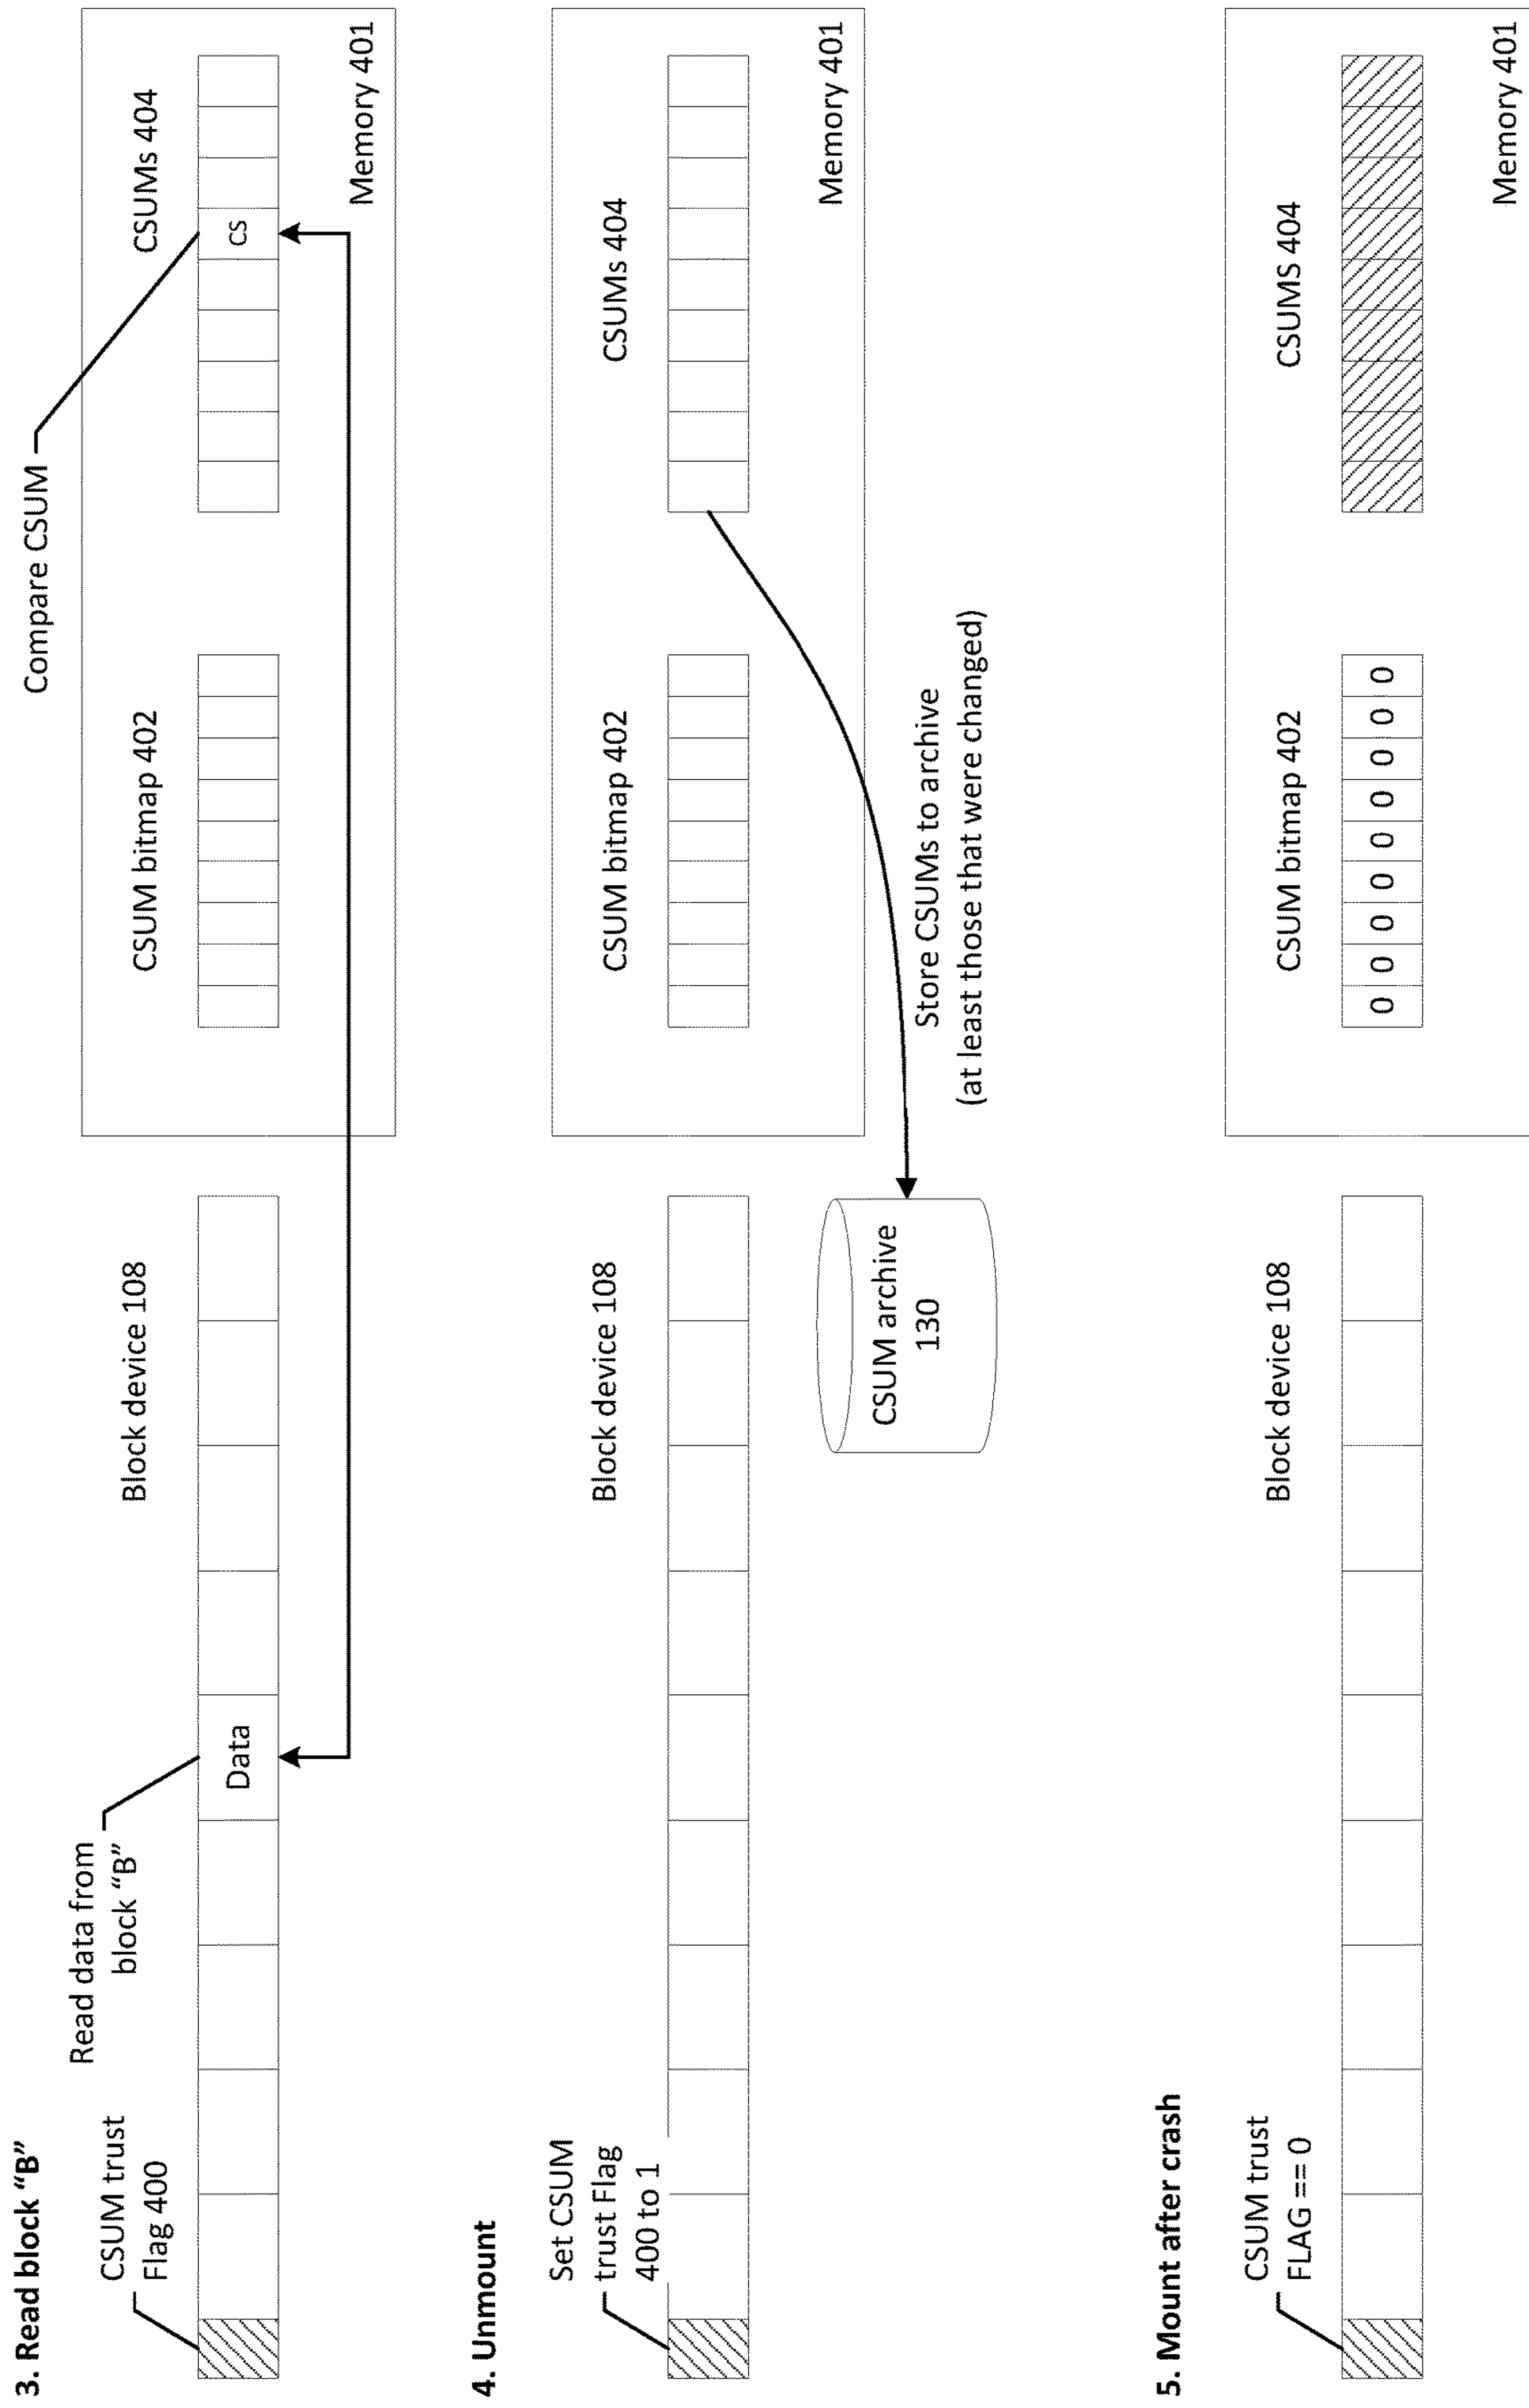 3. Read block “B”
CSUM trust
Flag 400
Read data from
block “B”
Data
Block device 108
Compare CSUM
CSUM bitmap 402
CSUMs 404
CS
Memory 401
4. Unmount
Set CSUM
trust Flag
400 to 1
Block device 108
CSUM archive
130
CSUM bitmap 402
CSUMs 404
Memory 401
Store CSUMs to archive
(at least those that were changed)
5. Mount after crash
CSUM trust
FLAG == 0
Block device 108
CSUM bitmap 402
0 0 0 0 0 0 0 0 0
CSUMS 404
Memory 401